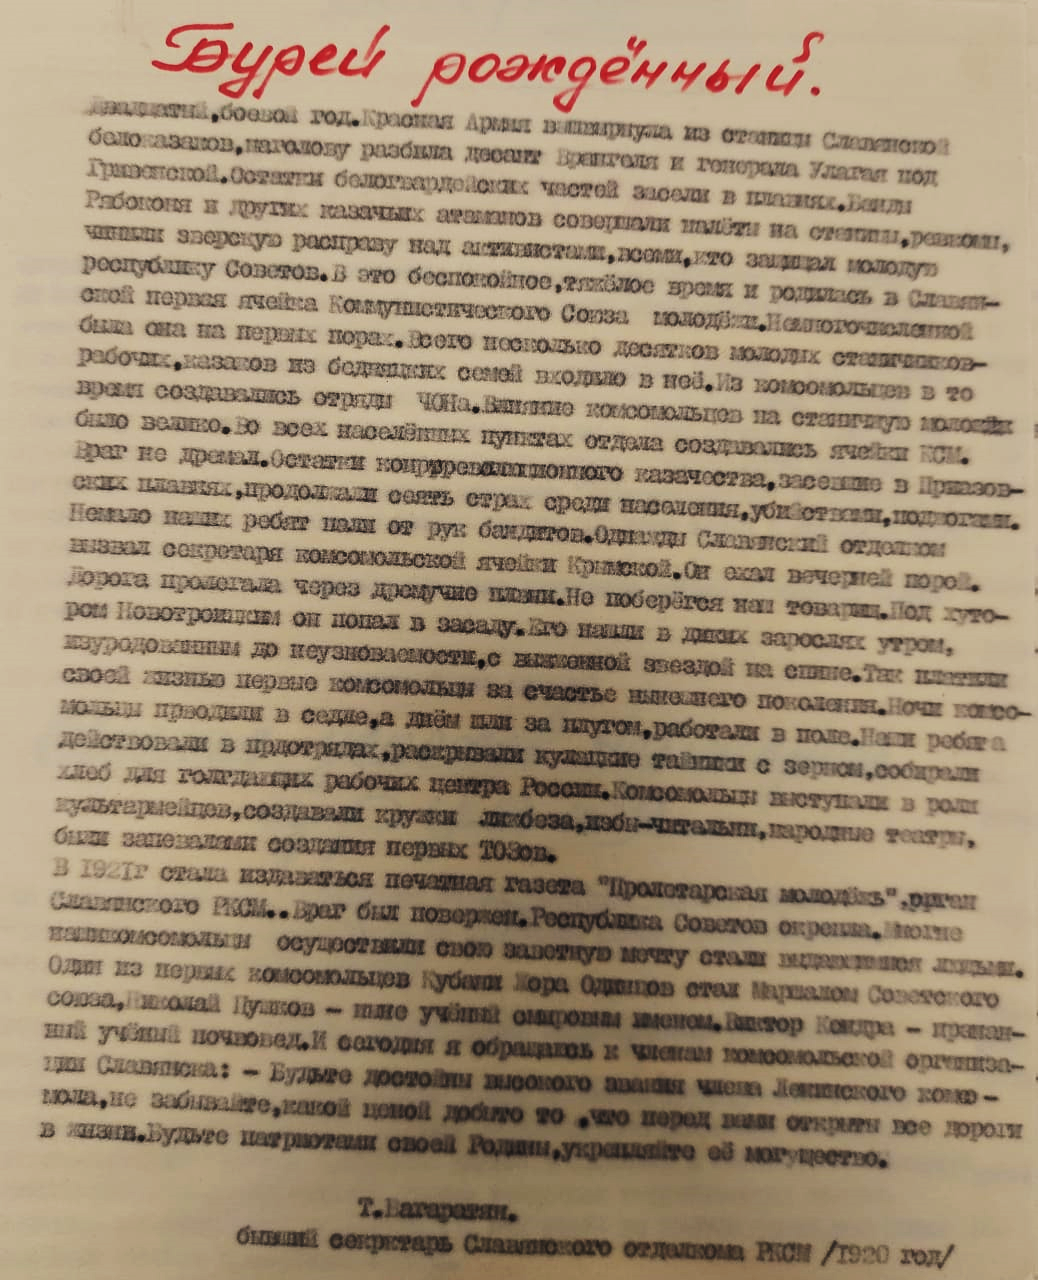 Бурей рождённый.
Двадцатый,боевой год.Красная Армия вышвырнула из станицы Славянской
белоказаков,наголову разбила десант Врангеля и генерала Улагая под
Гривенской.Остатки белогвардейских частей засели в плавнях.Банды
Рябоконя и других казачьих атаманов совершали налёты на станицы,ревкомы,
чинили зверскую расправу над активистами,всеми,кто защищал молодую
республику Советов.В это беспокойное,тяжёлое время и родилась в Славян-
ской первая ячейка Коммунистического Союза молодёжи.Немногочисленной
была она на первых порах.Всего несколько десятков молодых станичников-
рабочих,казаков из бедняцких семей входило в неё.Из комсомольцев в то
время создавались отряды ЧОНа.Влияние комсомольцев на станичную молодёжь
было велико.Во всех населённых пунктах отдела создавались ячейки КСМ.
Враг не дремал.Остатки контрреволюционного казачества,засевшие в Приазов-
ских плавнях,продолжали сеять страх среди населения,убийствами,поджогами.
Немало наших ребят пали от рук бандитов.Однажды Славянский отделком
вызвал секретаря комсомольской ячейки Крымской.Он ехал вечерней порой.
Дорога пролегала через дремучие плавни.Не поберёгся наш товарищ.Под хуто-
ром Новотроицким он попал в засаду.Его нашли в диких зарослях утром,
изуродованным до неузноваемости,с выжженной звездой на спине.Так платили
своей жизнью первые комсомольцы за счастье нынешнего поколения.Ночи комсо-
мольцы прводили в седле,а днём шли за плугом,работали в поле.Наши ребята
действовали в прдотрядах,раскрывали кулацкие тайники с зерном,собирали
хлеб для голгдающих рабочих центра России.Комсомольцы выступали в роли
культармейцев,создавали кружки ликбеза,избы-читальни,народные театры,
были запевалами создания первых ТОЗов.
В 1921г стала издаваться печатная газета "Пролетарская молодёжь",орган
Славянского РКСМ..Враг был повержен.Республика Советов окрепла.Многие
нашикомсомольцы осуществили свою заветную мечту стали выдающимися людьми.
Один из первых комсомольцев Кубани Жора Одинцов стал Маршалом Советского
союза,Николай Пушков - ныне учёный смировым именем.Виктор Кондра - признан-
ный учёный почвовед.И сегодня я обращаюсь к членам комсомольской организа-
ции Славянска: - Будьте достойны высокого звания члена Ленинского комсо -
мола,не забывайте,какой ценой добыто то ,что перед вами открыты все дороги
в жизни.Будьте патриотами своей Родины,укрепляйте её могущество.
Т.Багаратян.
бывший секртарь Славянского отделкома РКСМ /1920 год/